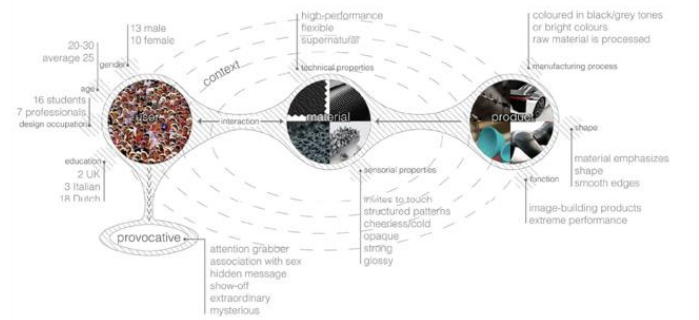 13 male
10 female
gender
20-30
average 25
age
16 students
7 professionals
design occupation
education
2 UK
3 Italian
18 Dutch
user
context
interaction
high-performance
flexible
supernatural
technical properties
material
sensorial properties
invites to touch
structured patterns
cheerless/cold
opaque
strong
glossy
coloured in black/grey tones
or bright colours
raw material is processed
manufacturing process
product
shape
material emphasizes
shape
smooth edges
function
image-building products
extreme performance
provocative
attention grabber
association with sex
hidden message
show-off
extraordinary
mysterious